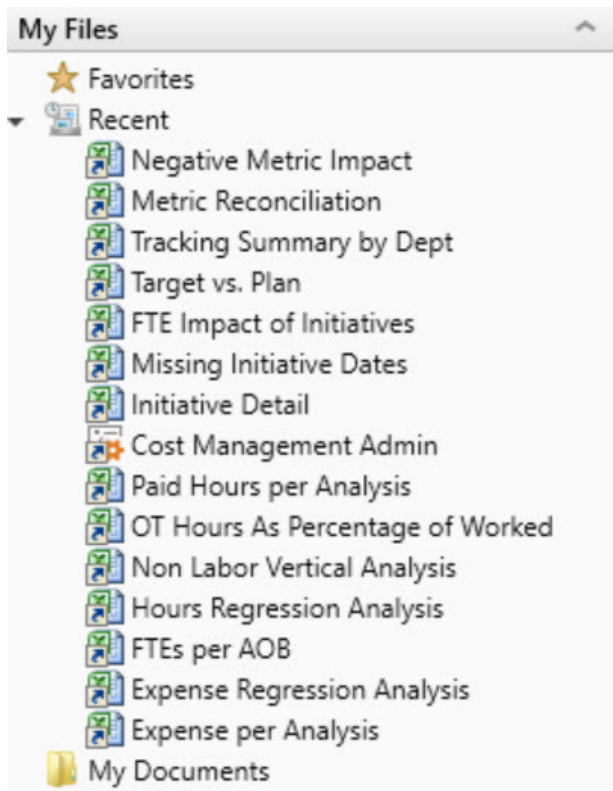 My Files
Favorites
Recent
Negative Metric Impact
Metric Reconciliation
Tracking Summary by Dept
Target vs. Plan
FTE Impact of Initiatives
Missing Initiative Dates
Initiative Detail
Cost Management Admin
Paid Hours per Analysis
OT Hours As Percentage of Worked
Non Labor Vertical Analysis
Hours Regression Analysis
FTEs per AOB
Expense Regression Analysis
Expense per Analysis
My Documents